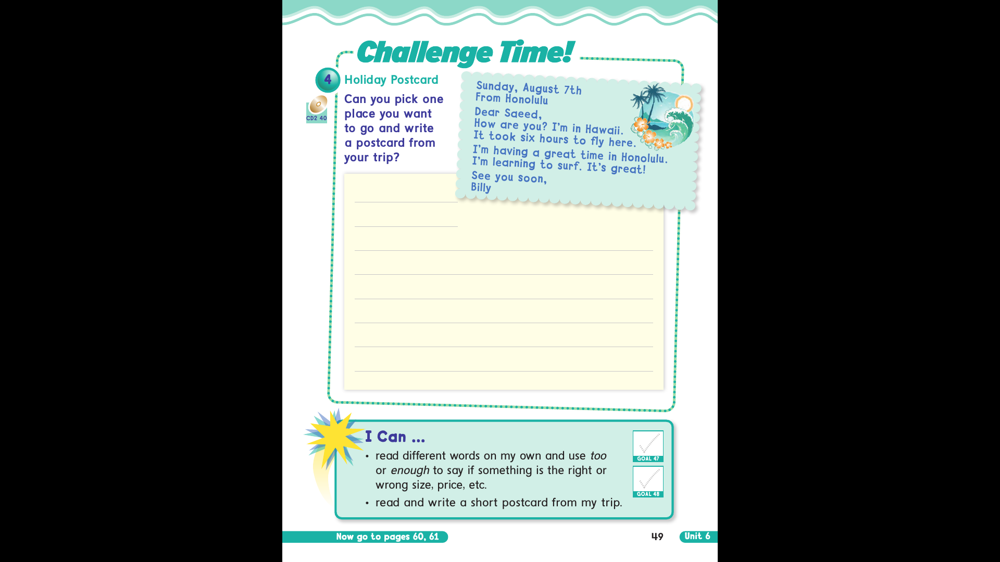 Challenge Time!
4
Holiday Postcard
CD2 40
Can you pick one
place you want
to go and write
a postcard from
your trip?
Sunday, August 7th
From Honolulu
Dear Saeed,
How are you? I'm in Hawaii.
It took six hours to fly here.
I'm having a great time in Honolulu.
I'm learning to surf. It's great!
See you soon,
Billy
I Can ...
• read different words on my own and use too
or enough to say if something is the right or
wrong size, price, etc.
GOAL 47
• read and write a short postcard from my trip.
GOAL 48
Now go to pages 60, 61
49
Unit 6